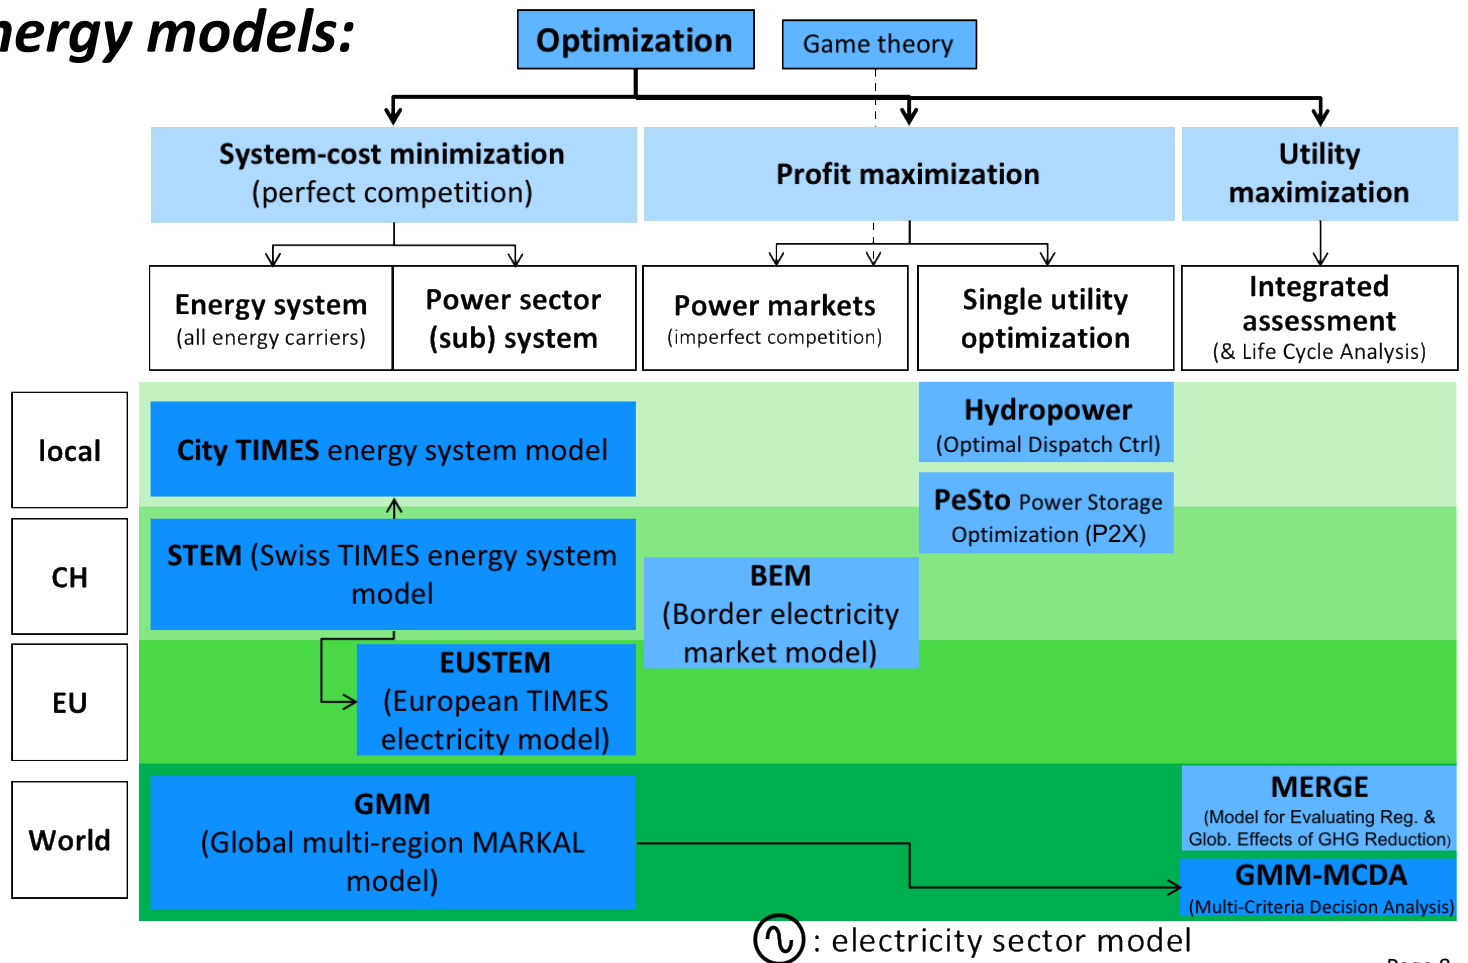 nergy models:
Optimization
Game theory
System-cost minimization
(perfect competition)
Profit maximization
Utility
maximization
Energy system
(all energy carriers)
Power sector
(sub) system
Power markets
(imperfect competition)
Single utility
optimization
Integrated
assessment
(& Life Cycle Analysis)
local
City TIMES energy system model
Hydropower
(Optimal Dispatch Ctrl)
PeSto Power Storage
Optimization (P2X)
CH
STEM (Swiss TIMES energy system
model
BEM
(Border electricity
market model)
EU
EUSTEM
(European TIMES
electricity model)
World
GMM
(Global multi-region MARKAL
model)
MERGE
(Model for Evaluating Reg. &
Glob. Effects of GHG Reduction)
GMM-MCDA
(Multi-Criteria Decision Analysis)
: electricity sector model